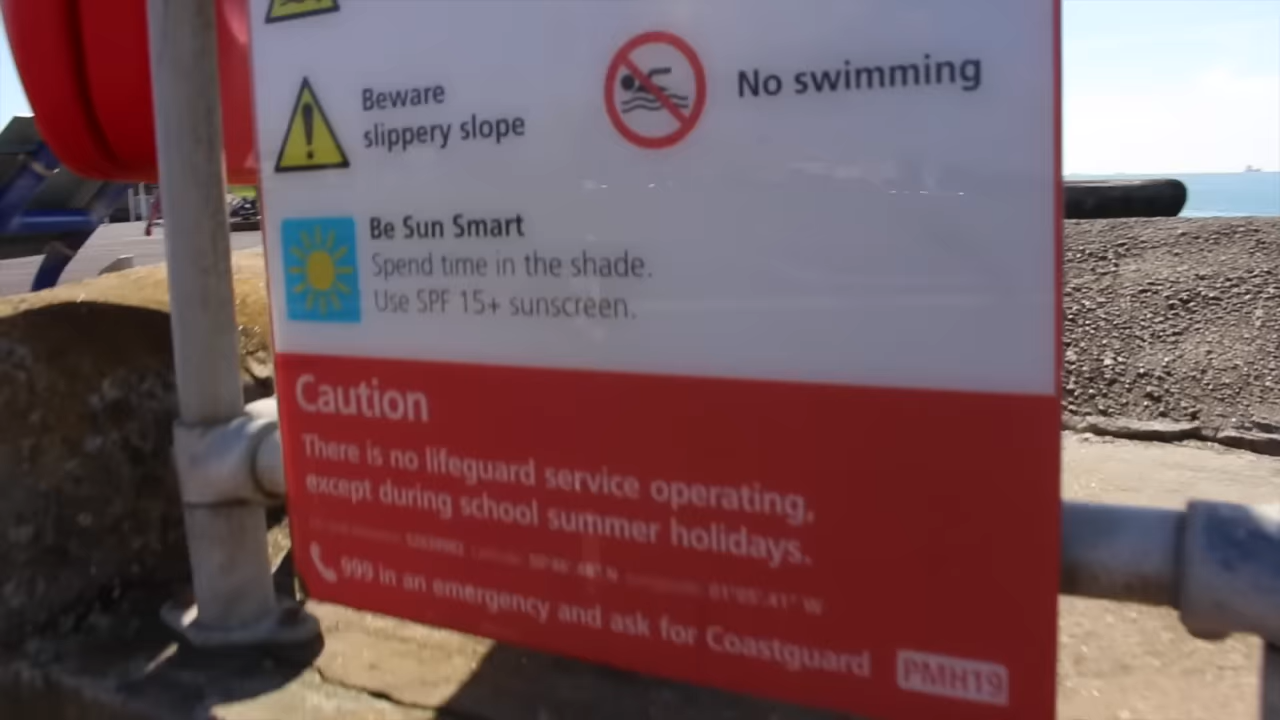 Beware
slippery slope
No swimming
Be Sun Smart
Spend time in the shade.
Use SPF 15+ sunscreen.
Caution
There is no lifeguard service operating,
except during school summer holidays.
999 in an emergency and ask for Coastguard
PMH19